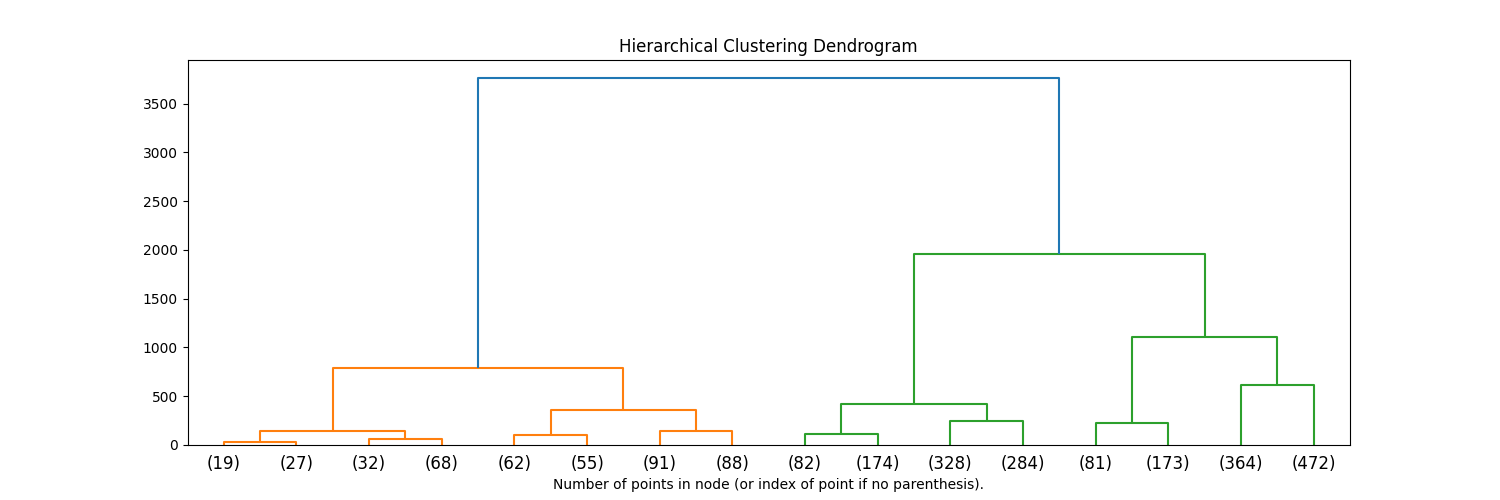 Hierarchical Clustering Dendrogram
3500
3000
2500
2000
1500
1000
500
0
(19) (27) (32) (68) (62) (55) (91) (88) (82) (174) (328) (284) (81) (173) (364) (472)
Number of points in node (or index of point if no parenthesis).